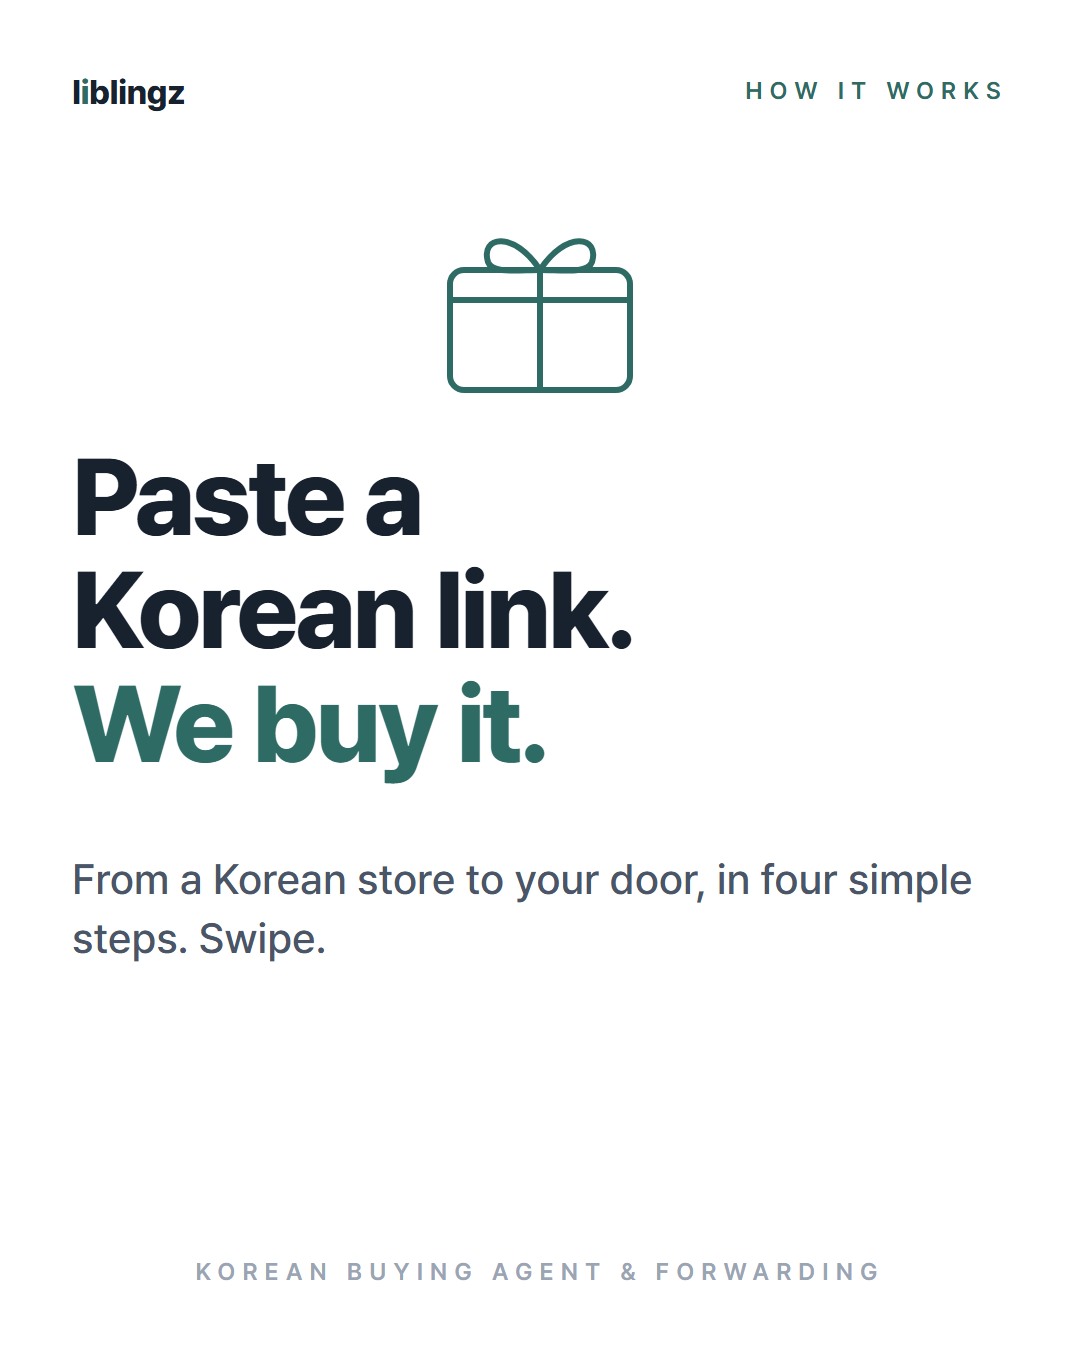 liblingz
HOW IT WORKS
Paste a
Korean link.
We buy it.
From a Korean store to your door, in four simple
steps. Swipe.
KOREAN BUYING AGENT & FORWARDING